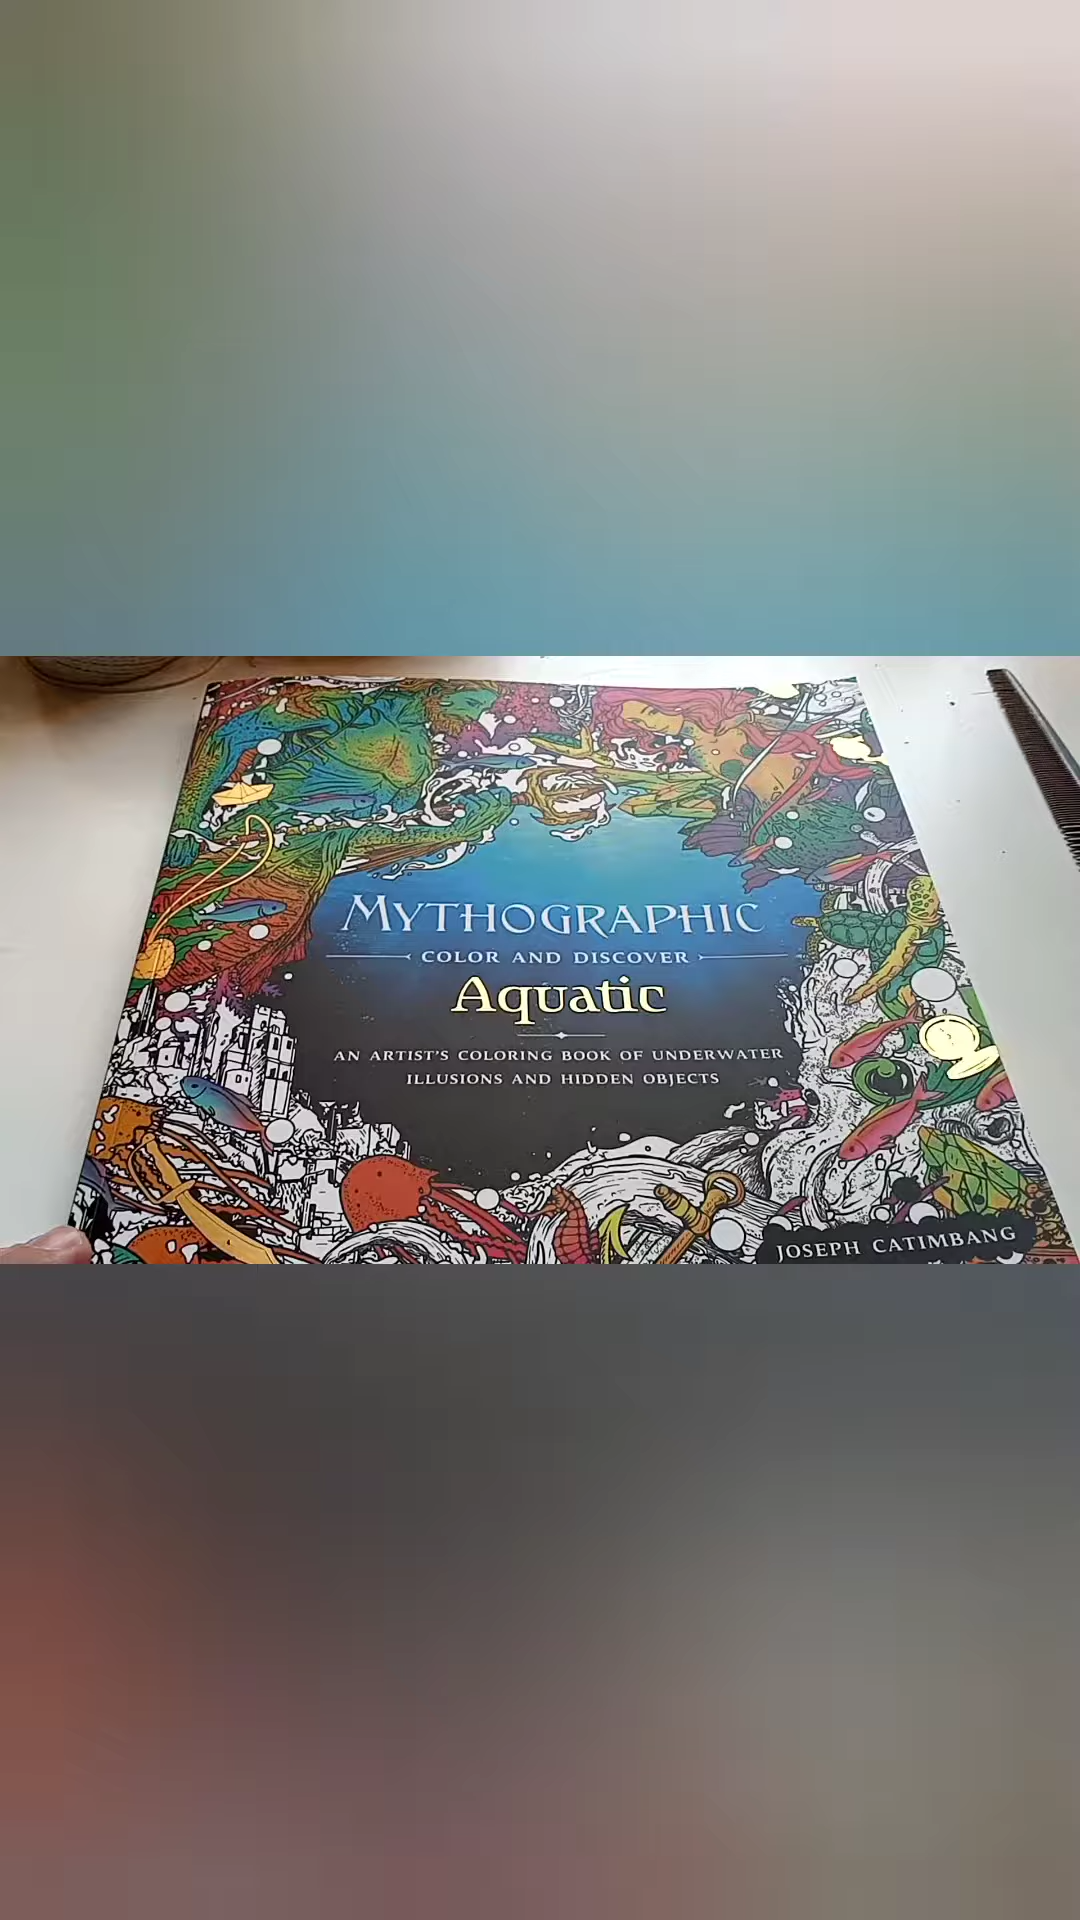 MYTHOGRAPHIC
COLOR AND DISCOVER
Aquatic
AN ARTIST'S COLORING BOOK OF UNDERWATER
ILLUSIONS AND HIDDEN OBJECTS
JOSEPH CATIMBANG